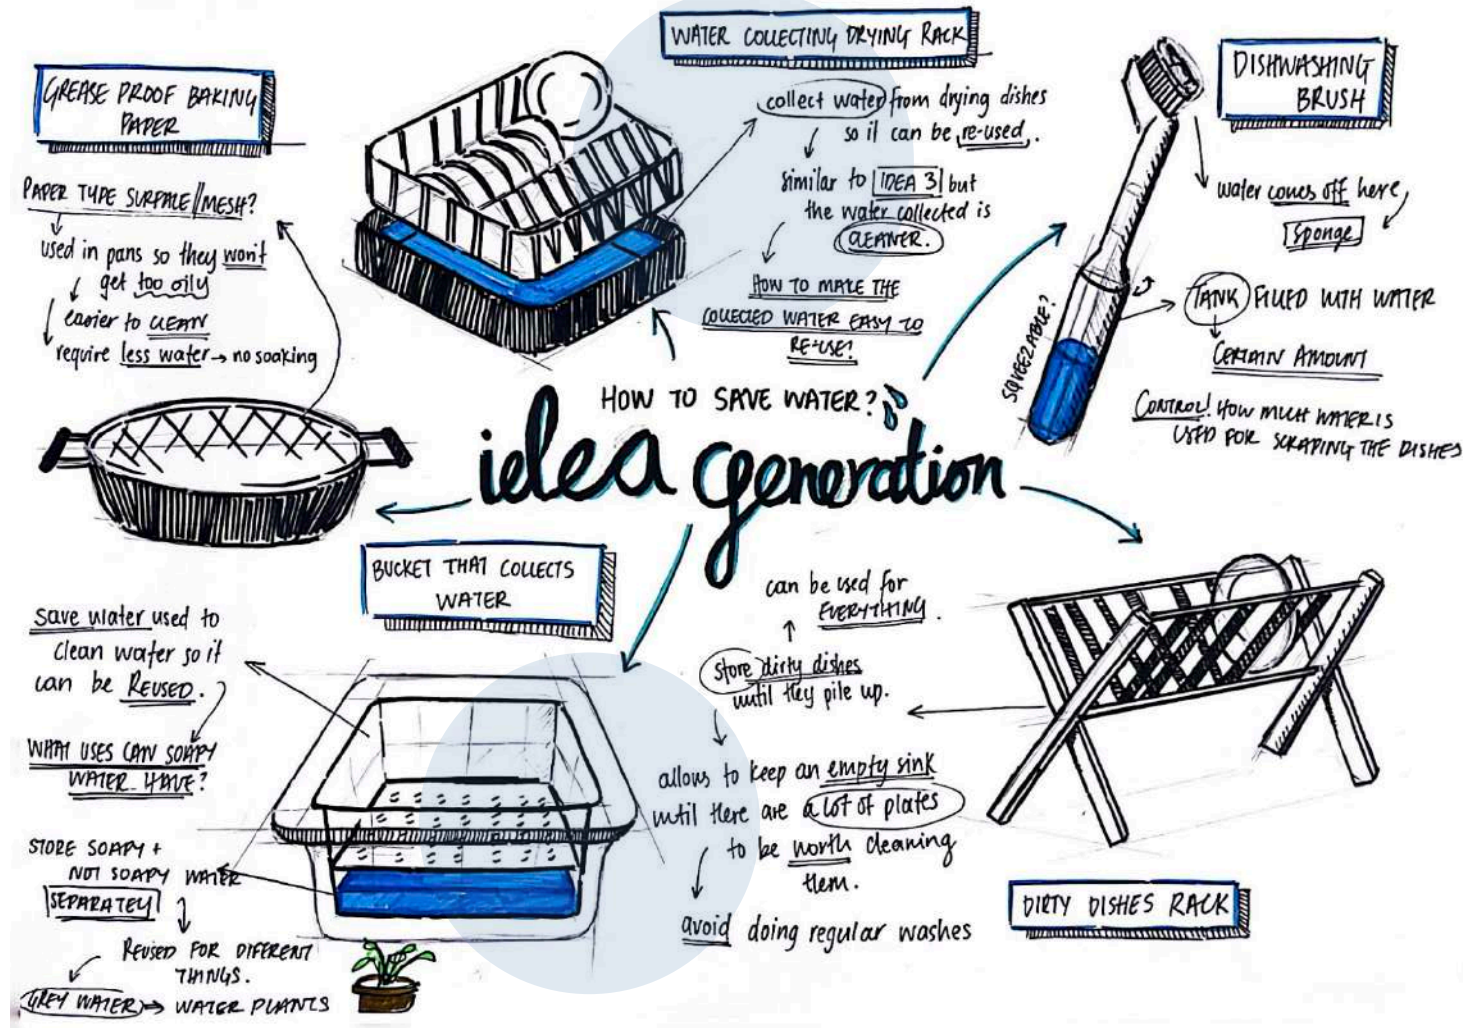 GREASE PROOF BAKING
PAPER
PAPER TYPE SURFACE//MESH?
used in pans so they won't
get too oily
easier to CLEAN
require less water → no soaking
WATER COLLECTING DRYING RACK
collect water from drying dishes
so it can be re-used.
similar to IDEA 3 but
the water collected is
CLEANER.
HOW TO MAKE THE
COLLECTED WATER EASY TO
RE-USE?
DISHWASHING
BRUSH
water comes off here,
Sponge
SQUEEZABLE?
TANK FILLED WITH WATER
CERTAIN AMOUNT
CONTROL! HOW MUCH WATER IS
USED FOR SCRAPING THE DISHES
HOW TO SAVE WATER?
idea generation
BUCKET THAT COLLECTS
WATER
save water used to
clean water so it
can be REUSED.
WHAT USES CAN SOAPY
WATER HAVE?
STORE SOAPY +
NOT SOAPY WATER
SEPARATELY
REUSED FOR DIFERENT
THINGS.
GREY WATER → WATER PLANTS
can be used for
EVERYTHING.
store dirty dishes
until they pile up.
allows to keep an empty sink
until there are a lot of plates
to be worth cleaning
them.
avoid doing regular washes
DIRTY DISHES RACK